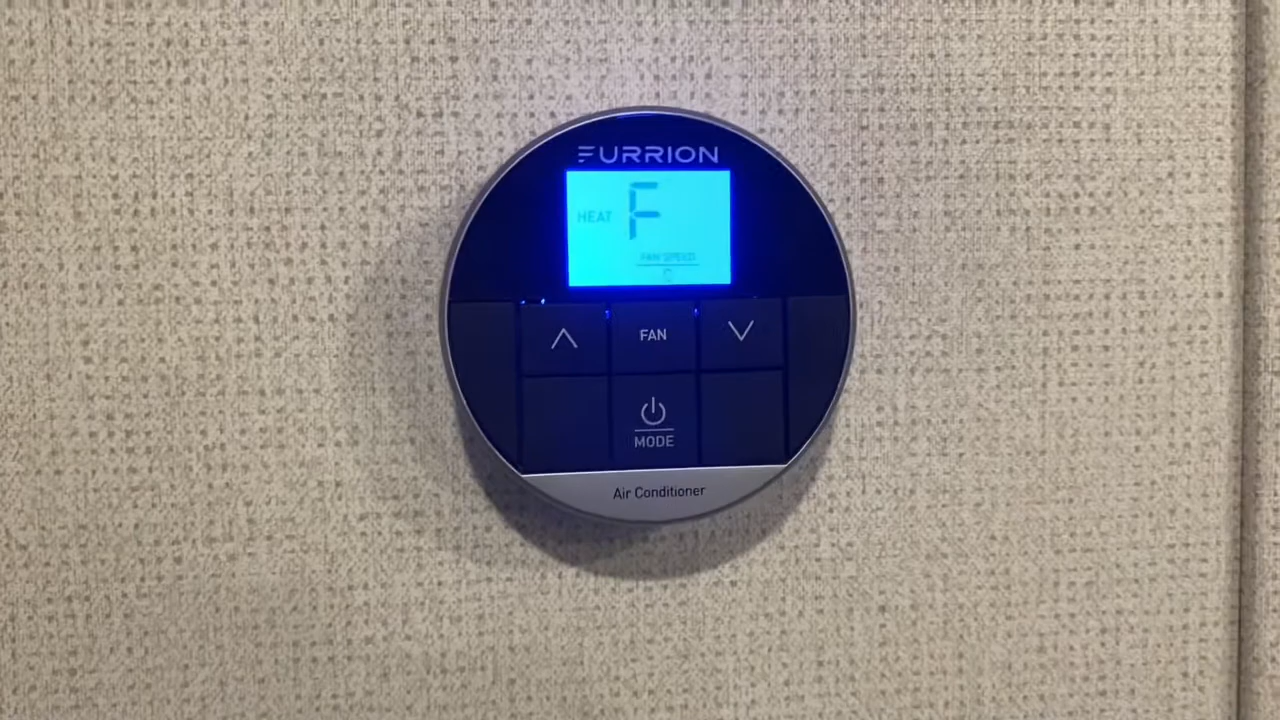 FURRION
HEAT F
FAN SPEED
FAN
MODE
Air Conditioner